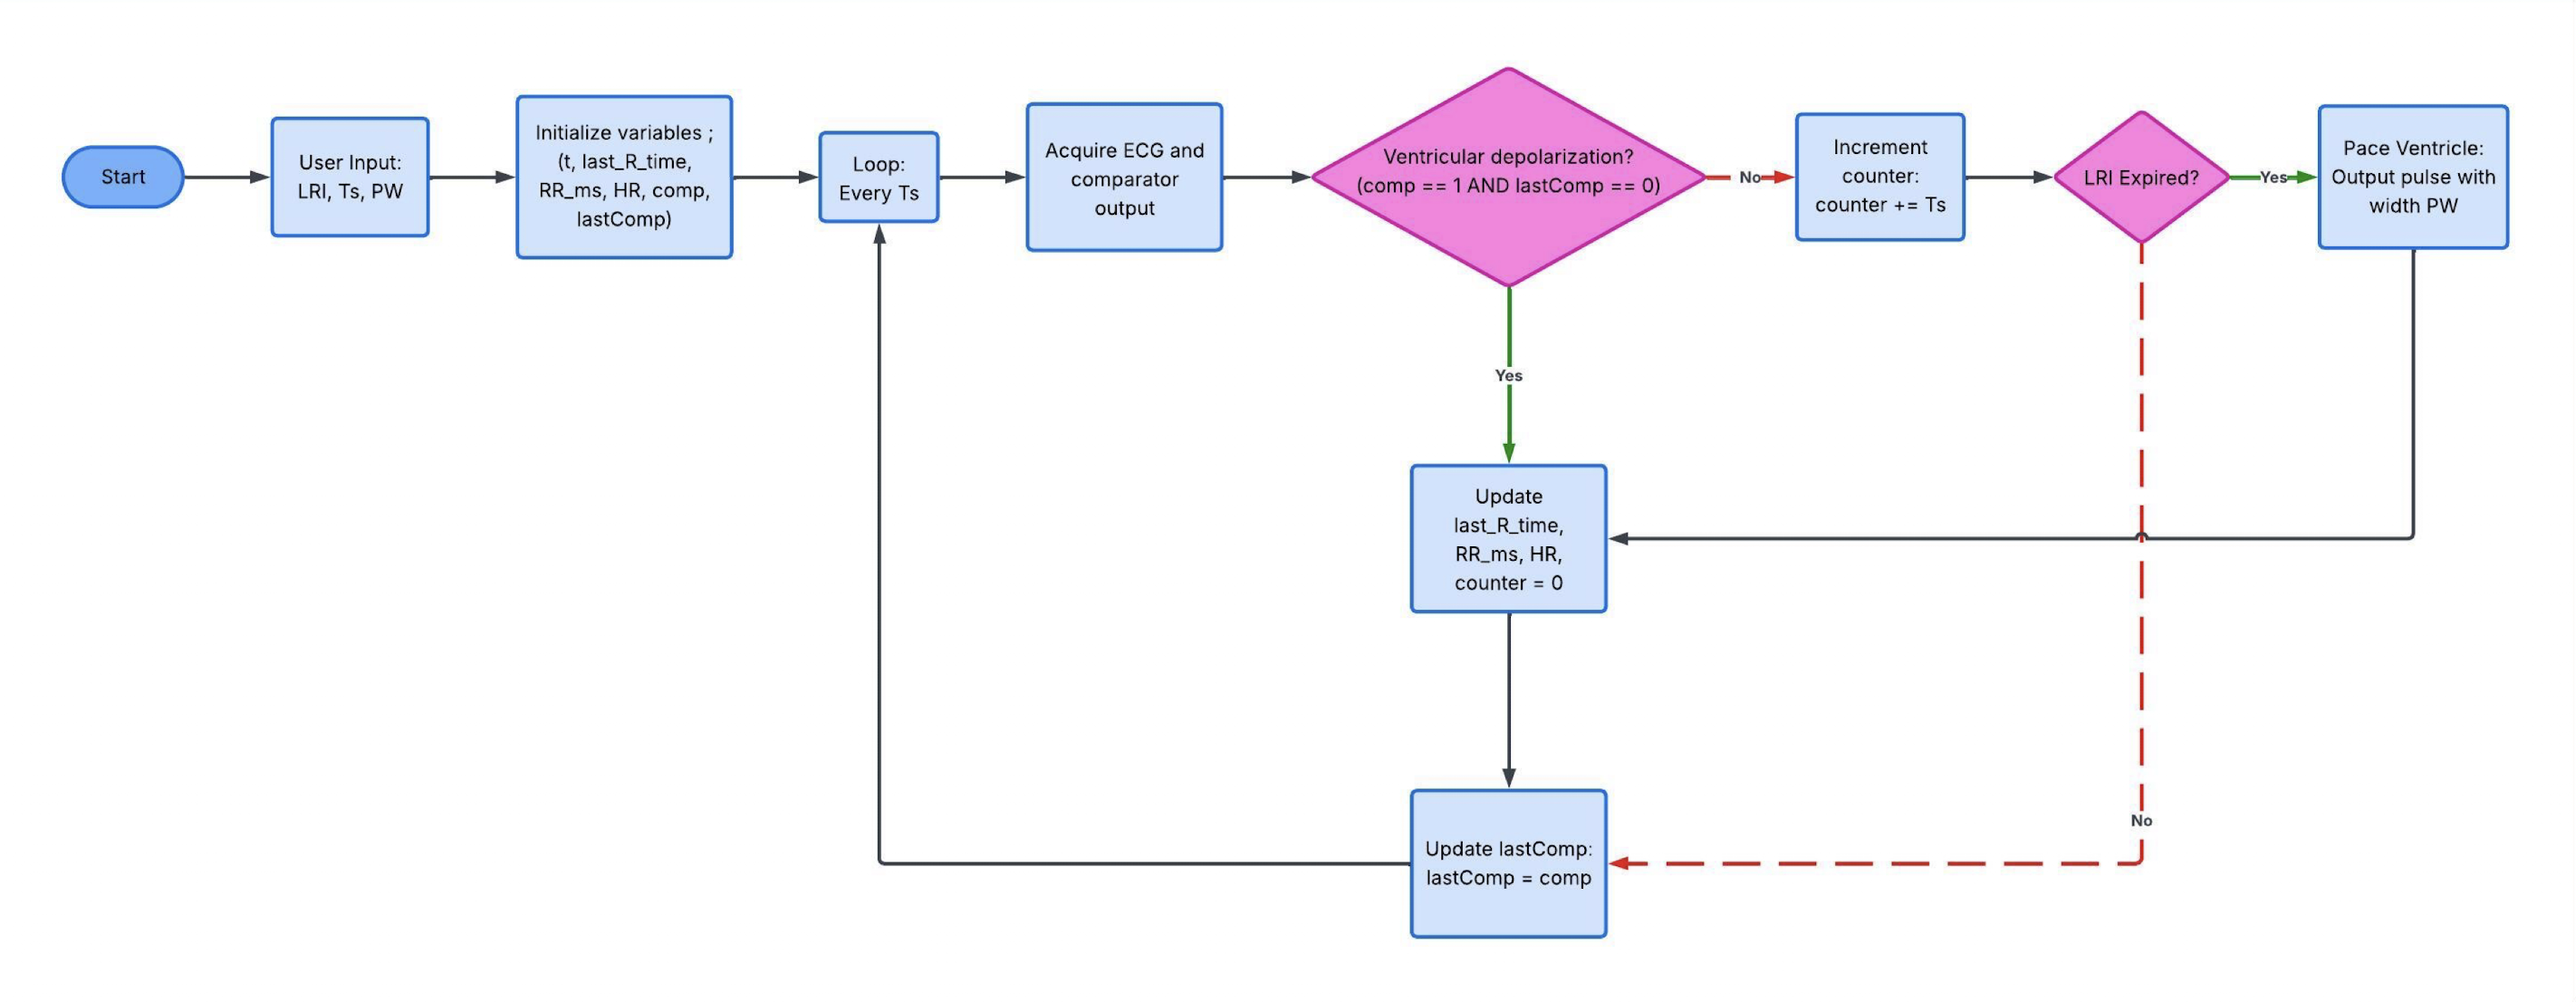 Start
User Input:
LRI, Ts, PW
Initialize variables ;
(t, last_R_time,
RR_ms, HR, comp,
lastComp)
Loop:
Every Ts
Acquire ECG and
comparator
output
Ventricular depolarization?
(comp == 1 AND lastComp == 0)
No
Increment
counter:
counter += Ts
LRI Expired?
Yes
Pace Ventricle:
Output pulse with
width PW
Yes
Update
last_R_time,
RR_ms, HR,
counter = 0
No
Update lastComp:
lastComp = comp